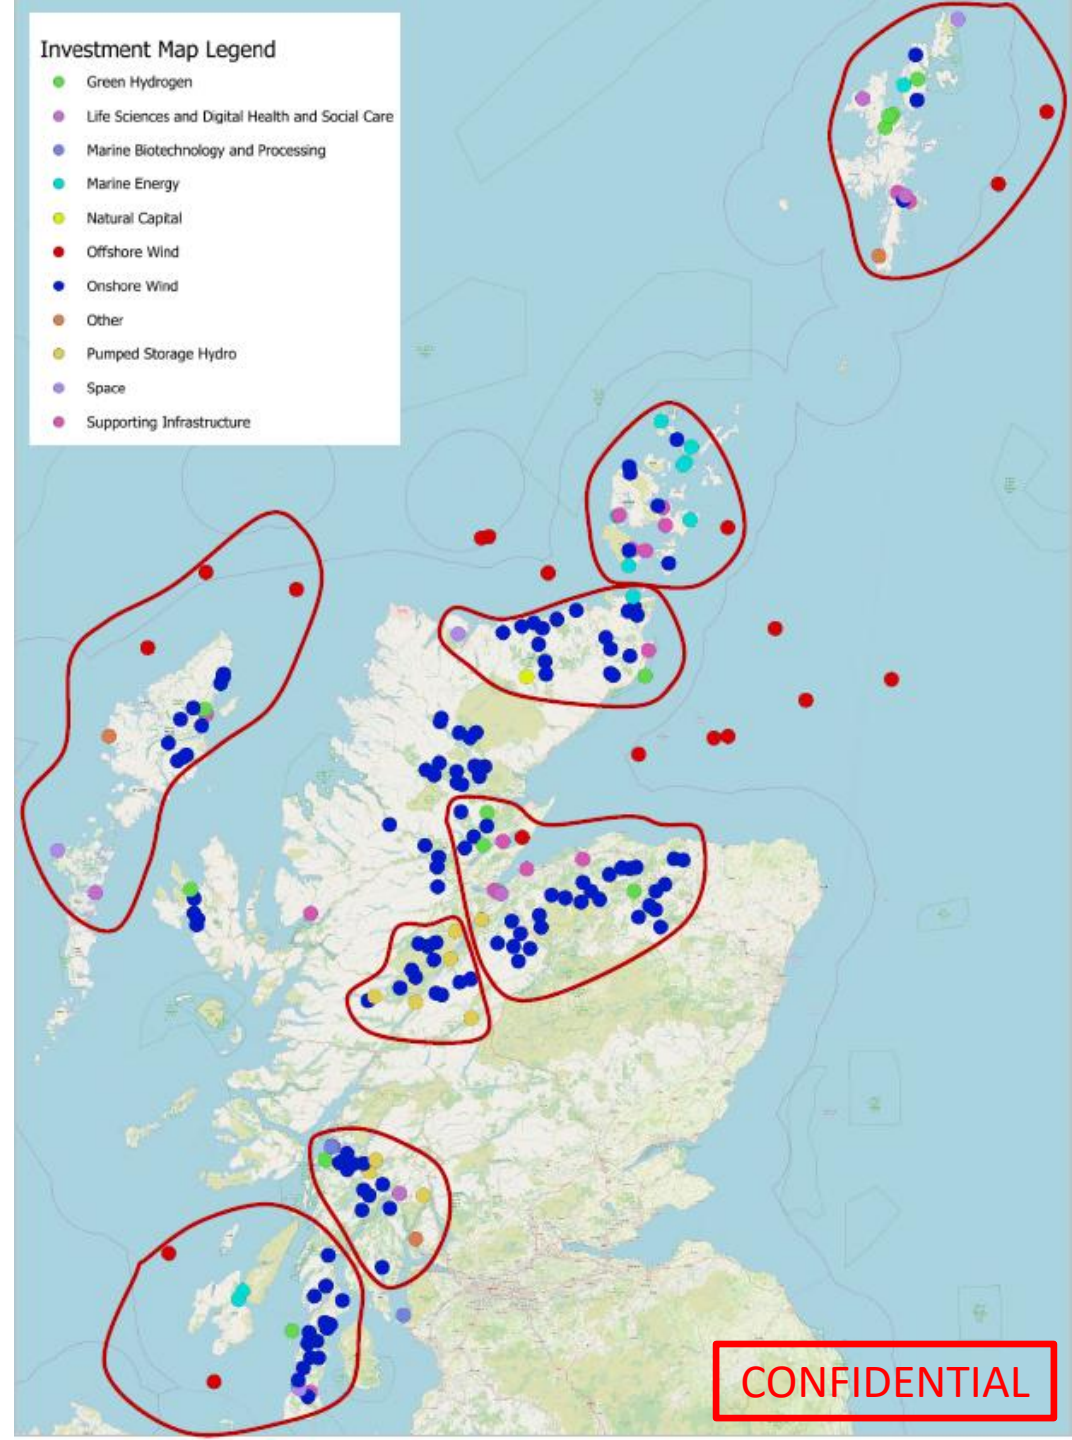 Investment Map Legend
Green Hydrogen
Life Sciences and Digital Health and Social Care
Marine Biotechnology and Processing
Marine Energy
Natural Capital
Offshore Wind
Onshore Wind
Other
Pumped Storage Hydro
Space
Supporting Infrastructure
CONFIDENTIAL